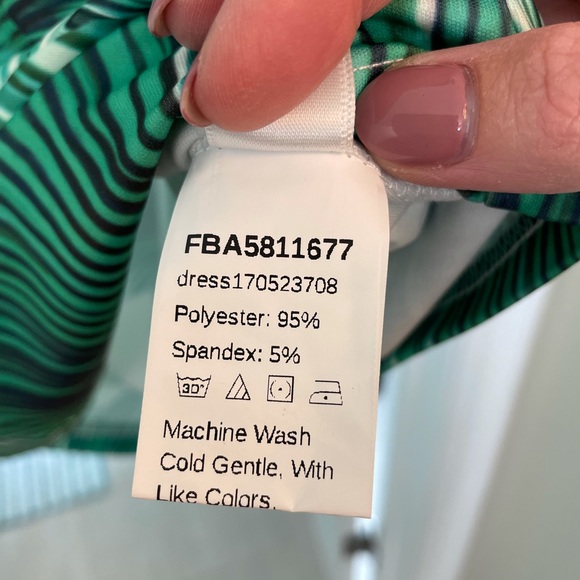 FBA5811677
dress170523708
Polyester: 95%
Spandex: 5%
30°
Machine Wash
Cold Gentle, With
Like Colors.